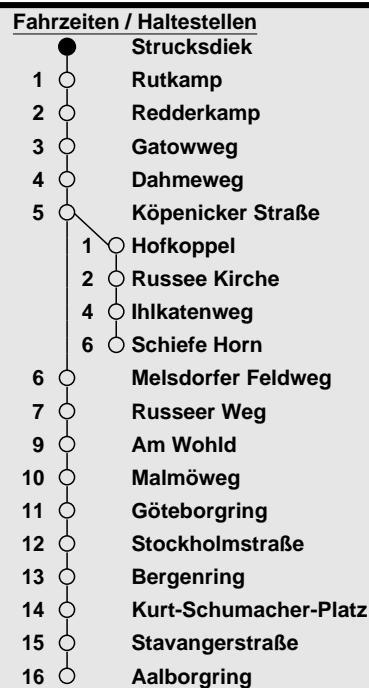 Fahrzeiten / Haltestellen
Strucksdiek
1 Rutkamp
2 Redderkamp
3 Gatowweg
4 Dahmeweg
5 Köpenicker Straße
1 Hofkoppel
2 Russee Kirche
4 Ihlkatenweg
6 Schiefe Horn
6 Melsdorfer Feldweg
7 Russeer Weg
9 Am Wohld
10 Malmöweg
11 Göteborgring
12 Stockholmstraße
13 Bergenring
14 Kurt-Schumacher-Platz
15 Stavangerstraße
16 Aalborgring